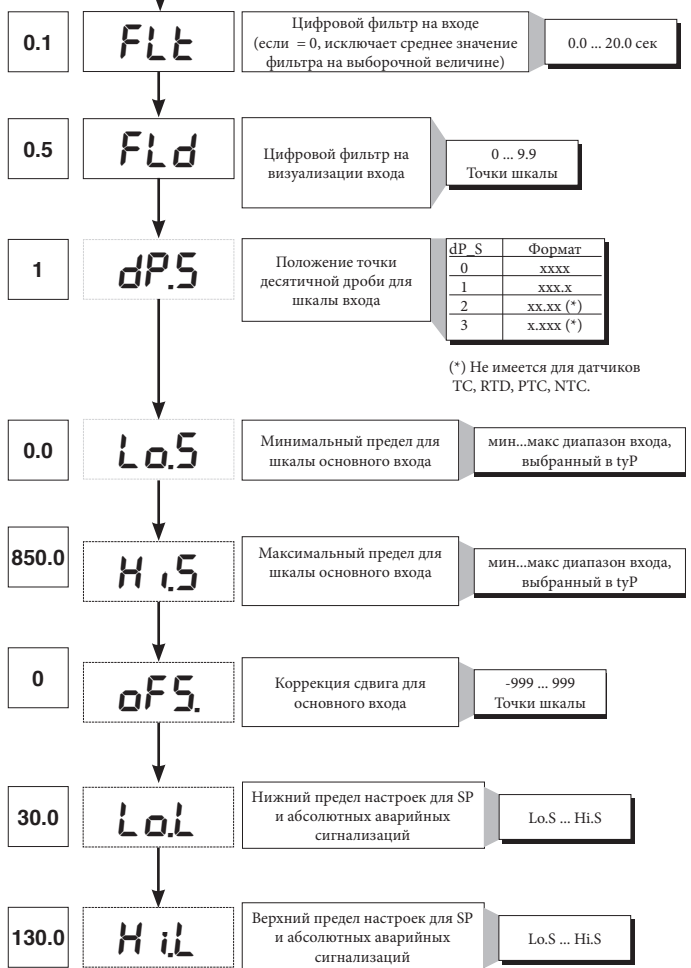 0.1
FLt
Цифровой фильтр на входе
(если = 0, исключает среднее значение
фильтра на выборочной величине)
0.0 ... 20.0 сек
0.5
FLd
Цифровой фильтр на
визуализации входа
0 ... 9.9
Точки шкалы
1
dP.S
Положение точки
десятичной дроби для
шкалы входа
dP_S Формат
0 xxxx
1 xxx.x
2 xx.xx (*)
3 x.xxx (*)
(*) Не имеется для датчиков
TC, RTD, PTC, NTC.
0.0
Lo.S
Минимальный предел для
шкалы основного входа
мин...макс диапазон входа,
выбранный в tyP
850.0
Hi.S
Максимальный предел для
шкалы основного входа
мин...макс диапазон входа,
выбранный в tyP
0
oFS.
Коррекция сдвига для
основного входа
-999 ... 999
Точки шкалы
30.0
Lo.L
Нижний предел настроек для SP
и абсолютных аварийных
сигнализаций
Lo.S ... Hi.S
130.0
Hi.L
Верхний предел настроек для SP
и абсолютных аварийных
сигнализаций
Lo.S ... Hi.S